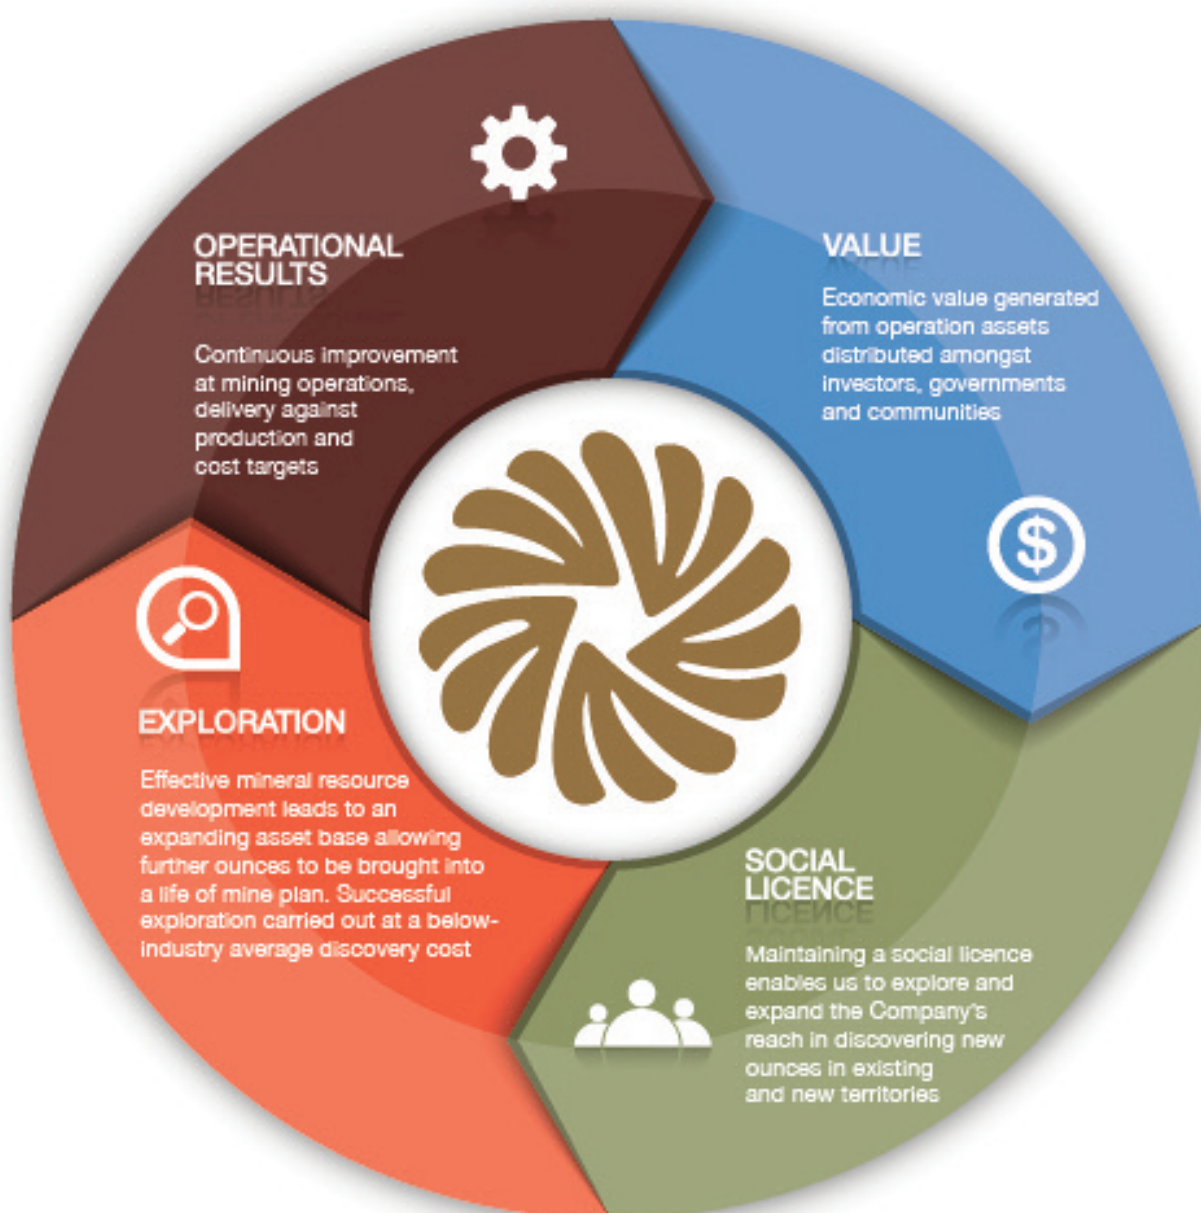 OPERATIONAL
RESULTS
Continuous improvement
at mining operations,
delivery against
production and
cost targets
VALUE
Economic value generated
from operation assets
distributed amongst
investors, governments
and communities
$
EXPLORATION
Effective mineral resource
development leads to an
expanding asset base allowing
further ounces to be brought into
a life of mine plan. Successful
exploration carried out at a below-
industry average discovery cost
SOCIAL
LICENCE
Maintaining a social licence
enables us to explore and
expand the Company's
reach in discovering new
ounces in existing
and new territories